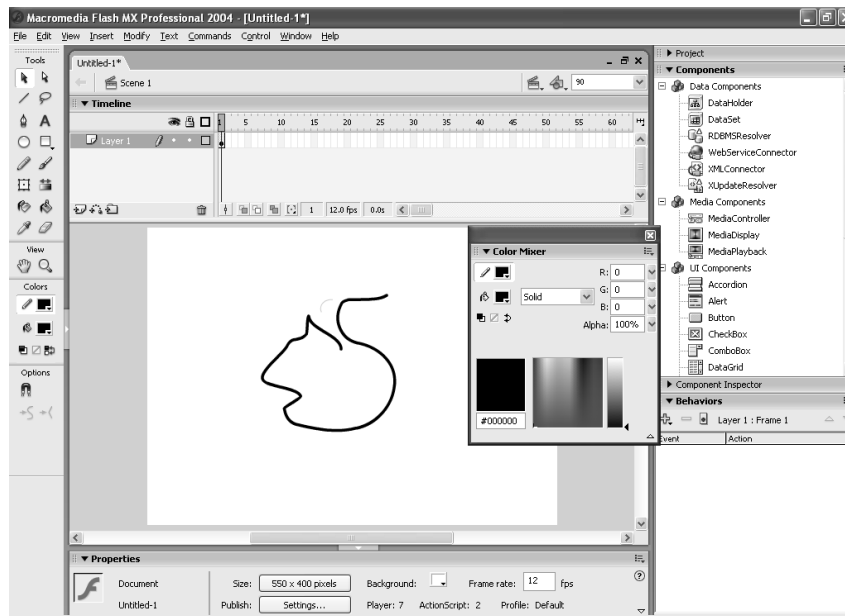 Macromedia Flash MX Professional 2004 - [Untitled-1*]
File Edit View Insert Modify Text Commands Control Window Help
Tools
View
Colors
Options
Untitled-1*
Scene 1
90
Timeline
1 5 10 15 20 25 30 35 40 45 50 55 60
Layer 1
1 12.0 fps 0.0s
Color Mixer
R: 0
G: 0
B: 0
Solid
Alpha: 100%
#000000
Project
Components
Data Components
DataHolder
DataSet
RDBMSResolver
WebServiceConnector
XMLConnector
XUpdateResolver
Media Components
MediaController
MediaDisplay
MediaPlayback
UI Components
Accordion
Alert
Button
CheckBox
ComboBox
DataGrid
Component Inspector
Behaviors
Layer 1 : Frame 1
Event Action
Properties
Document Size: 550 x 400 pixels Background: Frame rate: 12 fps
Untitled-1 Publish: Settings... Player: 7 ActionScript: 2 Profile: Default